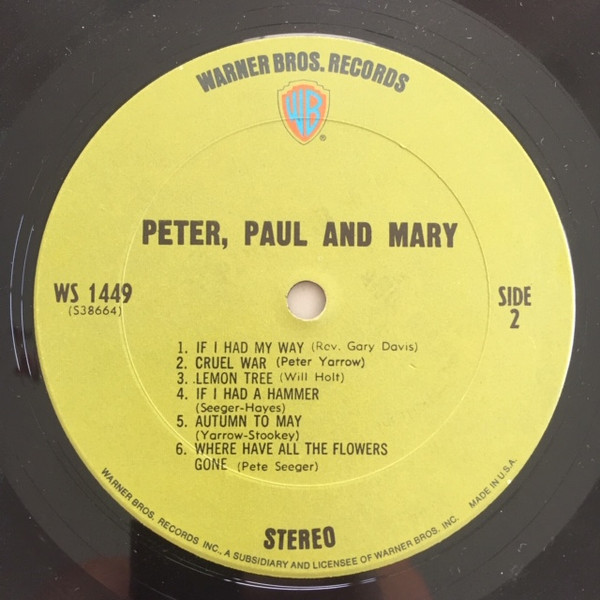 WARNER BROS. RECORDS
WB
®
PETER, PAUL AND MARY
WS 1449
(S38664)
SIDE
2
1. IF I HAD MY WAY (Rev. Gary Davis)
2. CRUEL WAR (Peter Yarrow)
3. LEMON TREE (Will Holt)
4. IF I HAD A HAMMER
(Seeger-Hayes)
5. AUTUMN TO MAY
(Yarrow-Stookey)
6. WHERE HAVE ALL THE FLOWERS
GONE (Pete Seeger)
STEREO
WARNER BROS. RECORDS INC., A SUBSIDIARY AND LICENSEE OF WARNER BROS. INC. MADE IN U.S.A.